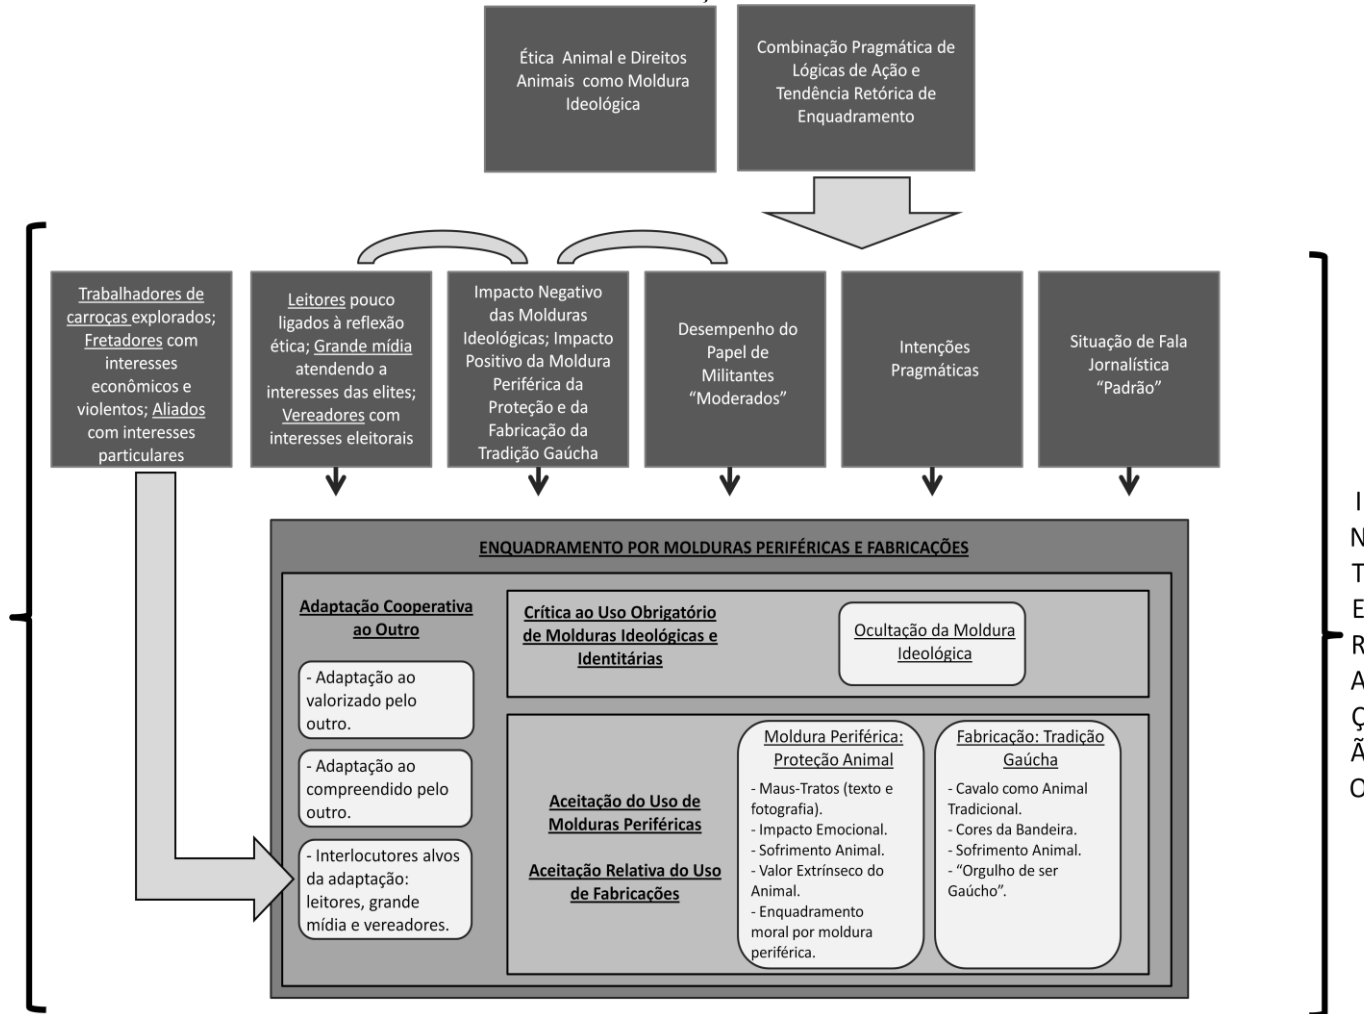 Ética Animal e Direitos
Animais como Moldura
Ideológica
Combinação Pragmática de
Lógicas de Ação e
Tendência Retórica de
Enquadramento
Trabalhadores de
carroças explorados;
Fretadores com
interesses
econômicos e
violentos; Aliados
com interesses
particulares
Leitores pouco
ligados à reflexão
ética; Grande mídia
atendendo a
interesses das elites;
Vereadores com
interesses eleitorais
Impacto Negativo
das Molduras
Ideológicas; Impacto
Positivo da Moldura
Periférica da
Proteção e da
Fabricação da
Tradição Gaúcha
Desempenho do
Papel de
Militantes
“Moderados”
Intenções
Pragmáticas
Situação de Fala
Jornalística
“Padrão”
ENQUADRAMENTO POR MOLDURAS PERIFÉRICAS E FABRICAÇÕES
Adaptação Cooperativa
ao Outro
- Adaptação ao
valorizado pelo
outro.
- Adaptação ao
compreendido pelo
outro.
- Interlocutores alvos
da adaptação:
leitores, grande
mídia e vereadores.
Crítica ao Uso Obrigatório
de Molduras Ideológicas e
Identitárias
Ocultação da Moldura
Ideológica
Aceitação do Uso de
Molduras Periféricas
Aceitação Relativa do Uso
de Fabricações
Moldura Periférica:
Proteção Animal
- Maus-Tratos (texto e
fotografia).
- Impacto Emocional.
- Sofrimento Animal.
- Valor Extrínseco do
Animal.
- Enquadramento
moral por moldura
periférica.
Fabricação: Tradição
Gaúcha
- Cavalo como Animal
Tradicional.
- Cores da Bandeira.
- Sofrimento Animal.
- “Orgulho de ser
Gaúcho”.
I
N
T
E
R
A
Ç
Ã
O